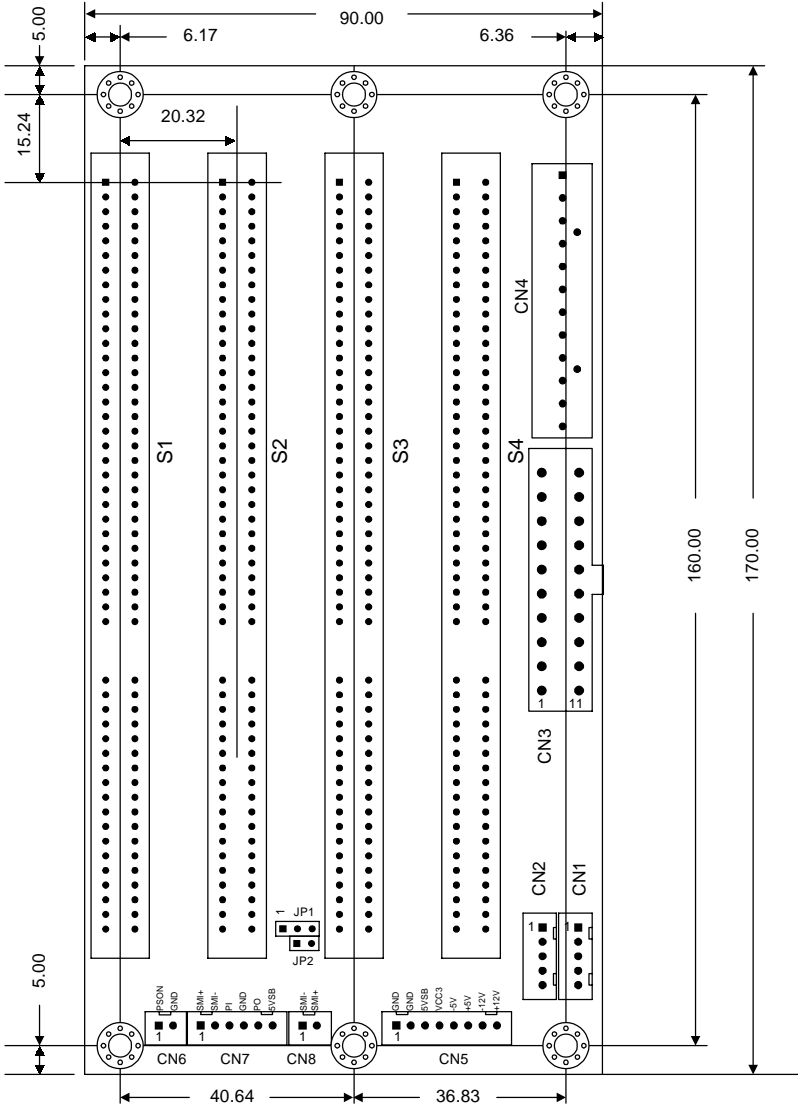 90.00
5.00
6.17
6.36
20.32
15.24
CN4
S1
S2
S3
S4
160.00
170.00
1
11
CN3
CN2
CN1
1
1
1
JP1
JP2
5.00
PSON
GND
SMI+
SMI-
PI
GND
PO
5VSB
SMI-
SMI+
GND
GND
5VSB
VCC3
-5V
+5V
-12V
+12V
1
1
1
1
CN6
CN7
CN8
CN5
40.64
36.83